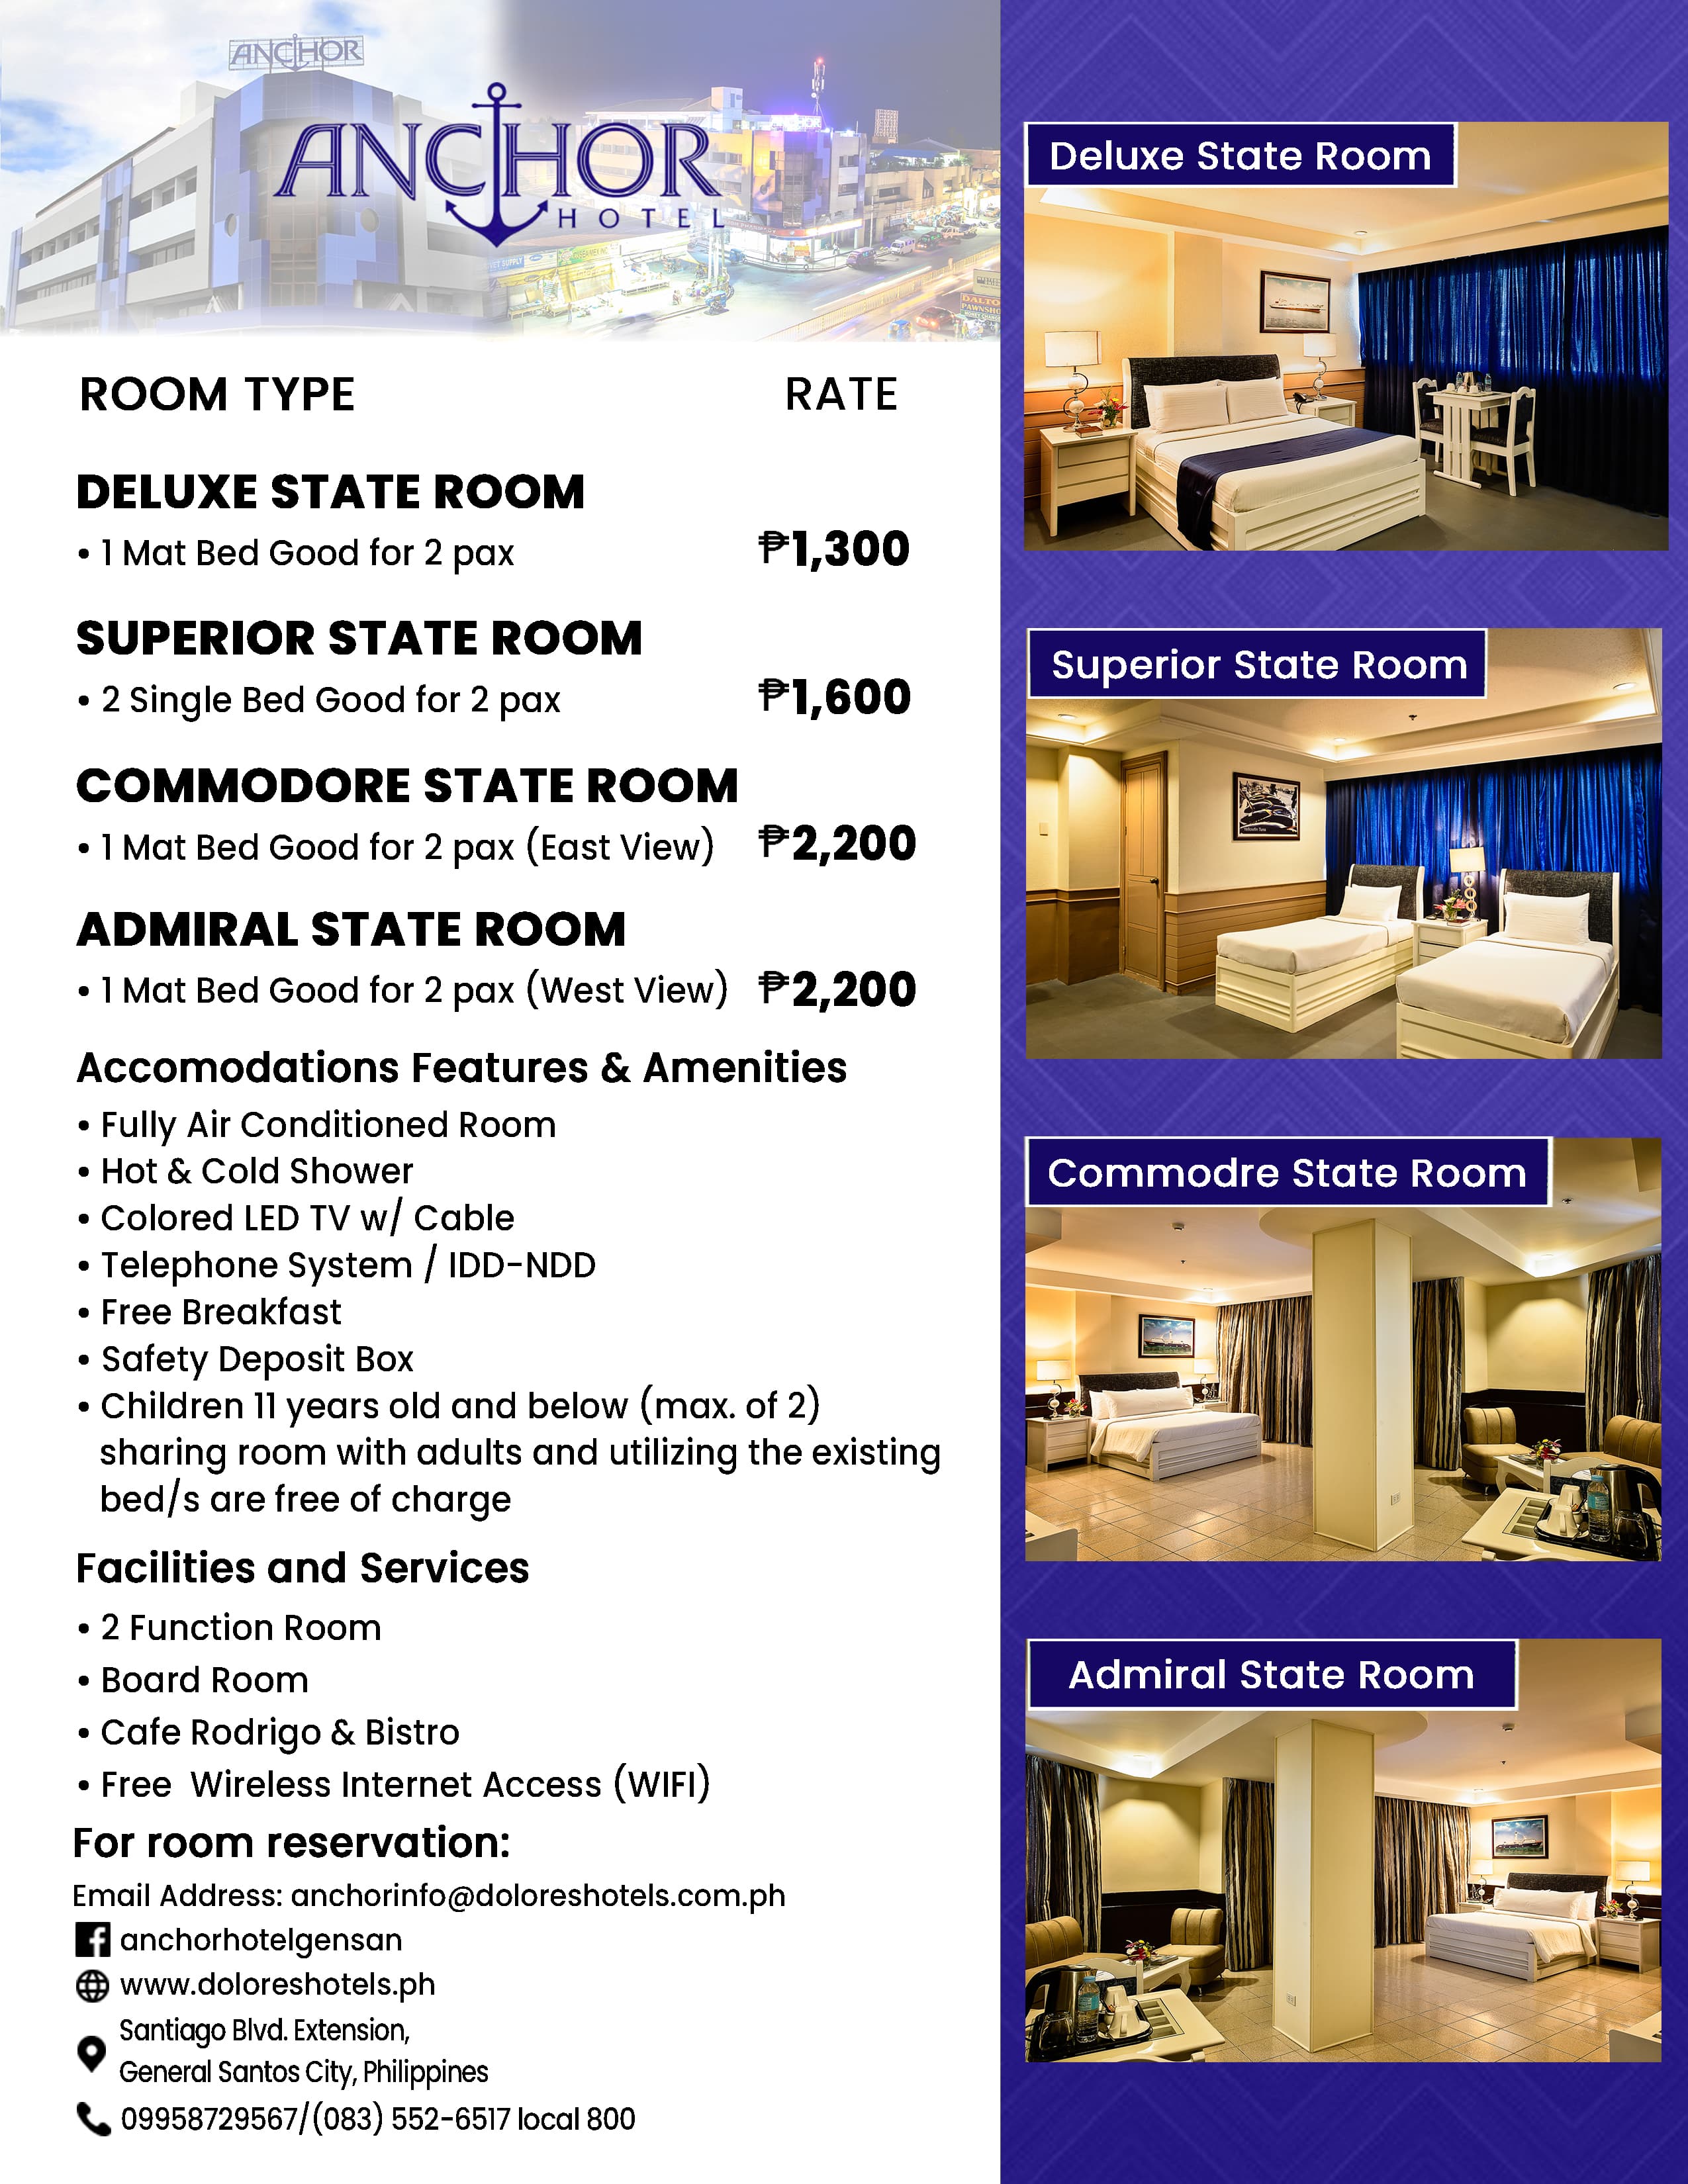 ANCHOR
ANCHOR
HOTEL
DALTO
PAWNSH
ROOM TYPE
RATE
DELUXE STATE ROOM
• 1 Mat Bed Good for 2 pax
₱1,300
SUPERIOR STATE ROOM
• 2 Single Bed Good for 2 pax
₱1,600
COMMODORE STATE ROOM
• 1 Mat Bed Good for 2 pax (East View)
₱2,200
ADMIRAL STATE ROOM
• 1 Mat Bed Good for 2 pax (West View)
₱2,200
Accomodations Features & Amenities
• Fully Air Conditioned Room
• Hot & Cold Shower
• Colored LED TV w/ Cable
• Telephone System / IDD-NDD
• Free Breakfast
• Safety Deposit Box
• Children 11 years old and below (max. of 2)
sharing room with adults and utilizing the existing
bed/s are free of charge
Facilities and Services
• 2 Function Room
• Board Room
• Cafe Rodrigo & Bistro
• Free Wireless Internet Access (WIFI)
For room reservation:
Email Address: anchorinfo@doloreshotels.com.ph
anchorhotelgensan
www.doloreshotels.ph
Santiago Blvd. Extension,
General Santos City, Philippines
09958729567/(083) 552-6517 local 800
Deluxe State Room
Superior State Room
Commodre State Room
Admiral State Room